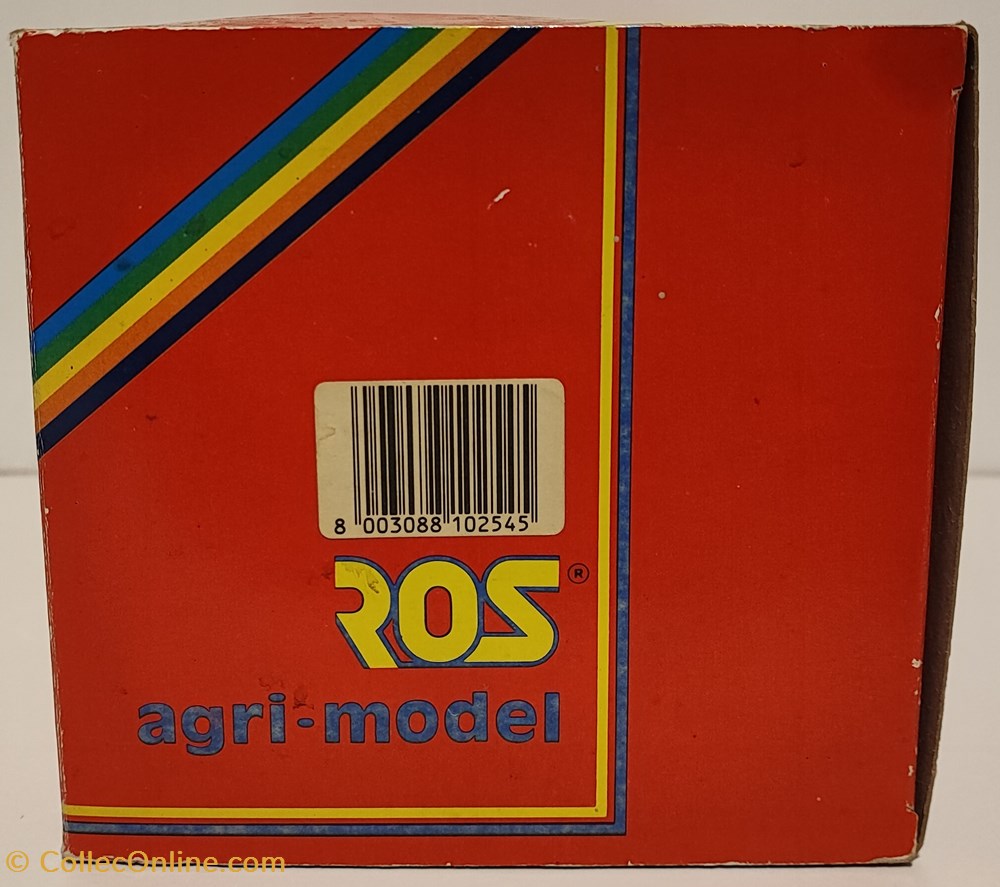 8 003088 102545
ROS ®
agri-model
© CollecOnline.com